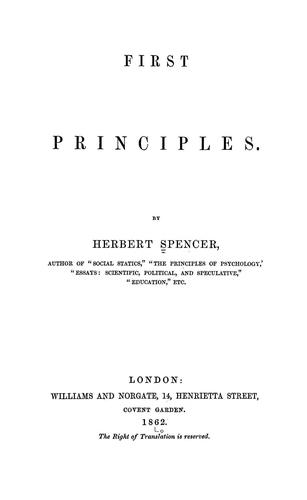 FIRST
PRINCIPLES.
BY
HERBERT SPENCER,
AUTHOR OF "SOCIAL STATICS," "THE PRINCIPLES OF PSYCHOLOGY,'
"ESSAYS: SCIENTIFIC, POLITICAL, AND SPECULATIVE,"
"EDUCATION," ETC.
LONDON:
WILLIAMS AND NORGATE, 14, HENRIETTA STREET,
COVENT GARDEN.
1862.
The Right of Translation is reserved.